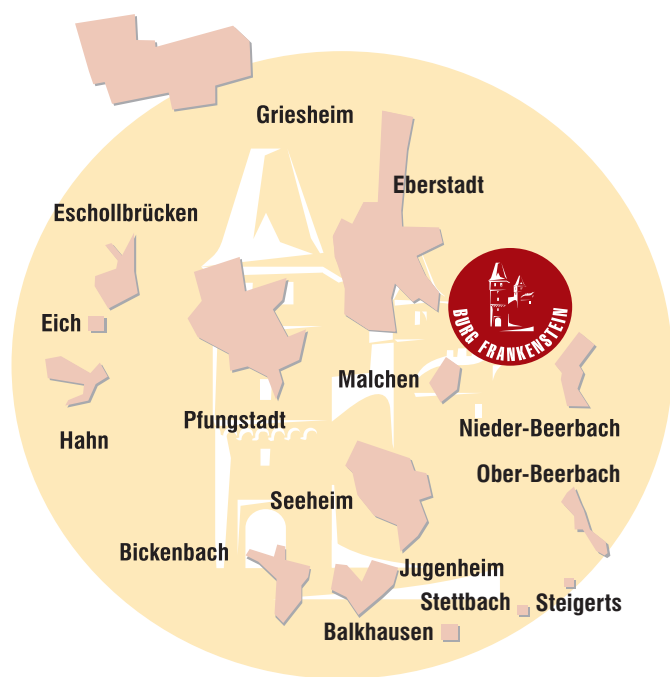 Griesheim
Eberstadt
Eschollbrücken
Eich
BURG FRANKENSTEIN
Malchen
Pfungstadt
Nieder-Beerbach
Hahn
Ober-Beerbach
Seeheim
Bickenbach
Jugenheim
Stettbach
Steigerts
Balkhausen